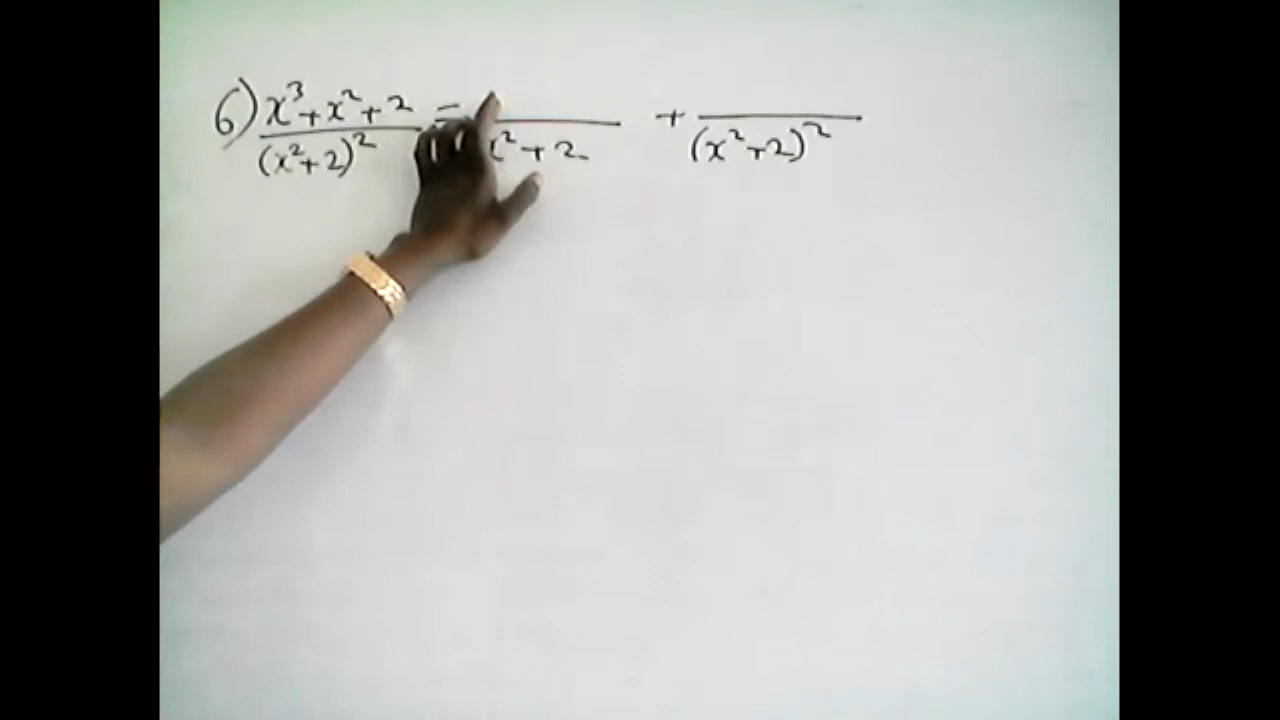 6) x³+x²+2 / (x²+2)² = / x²+2 + / (x²+2)²